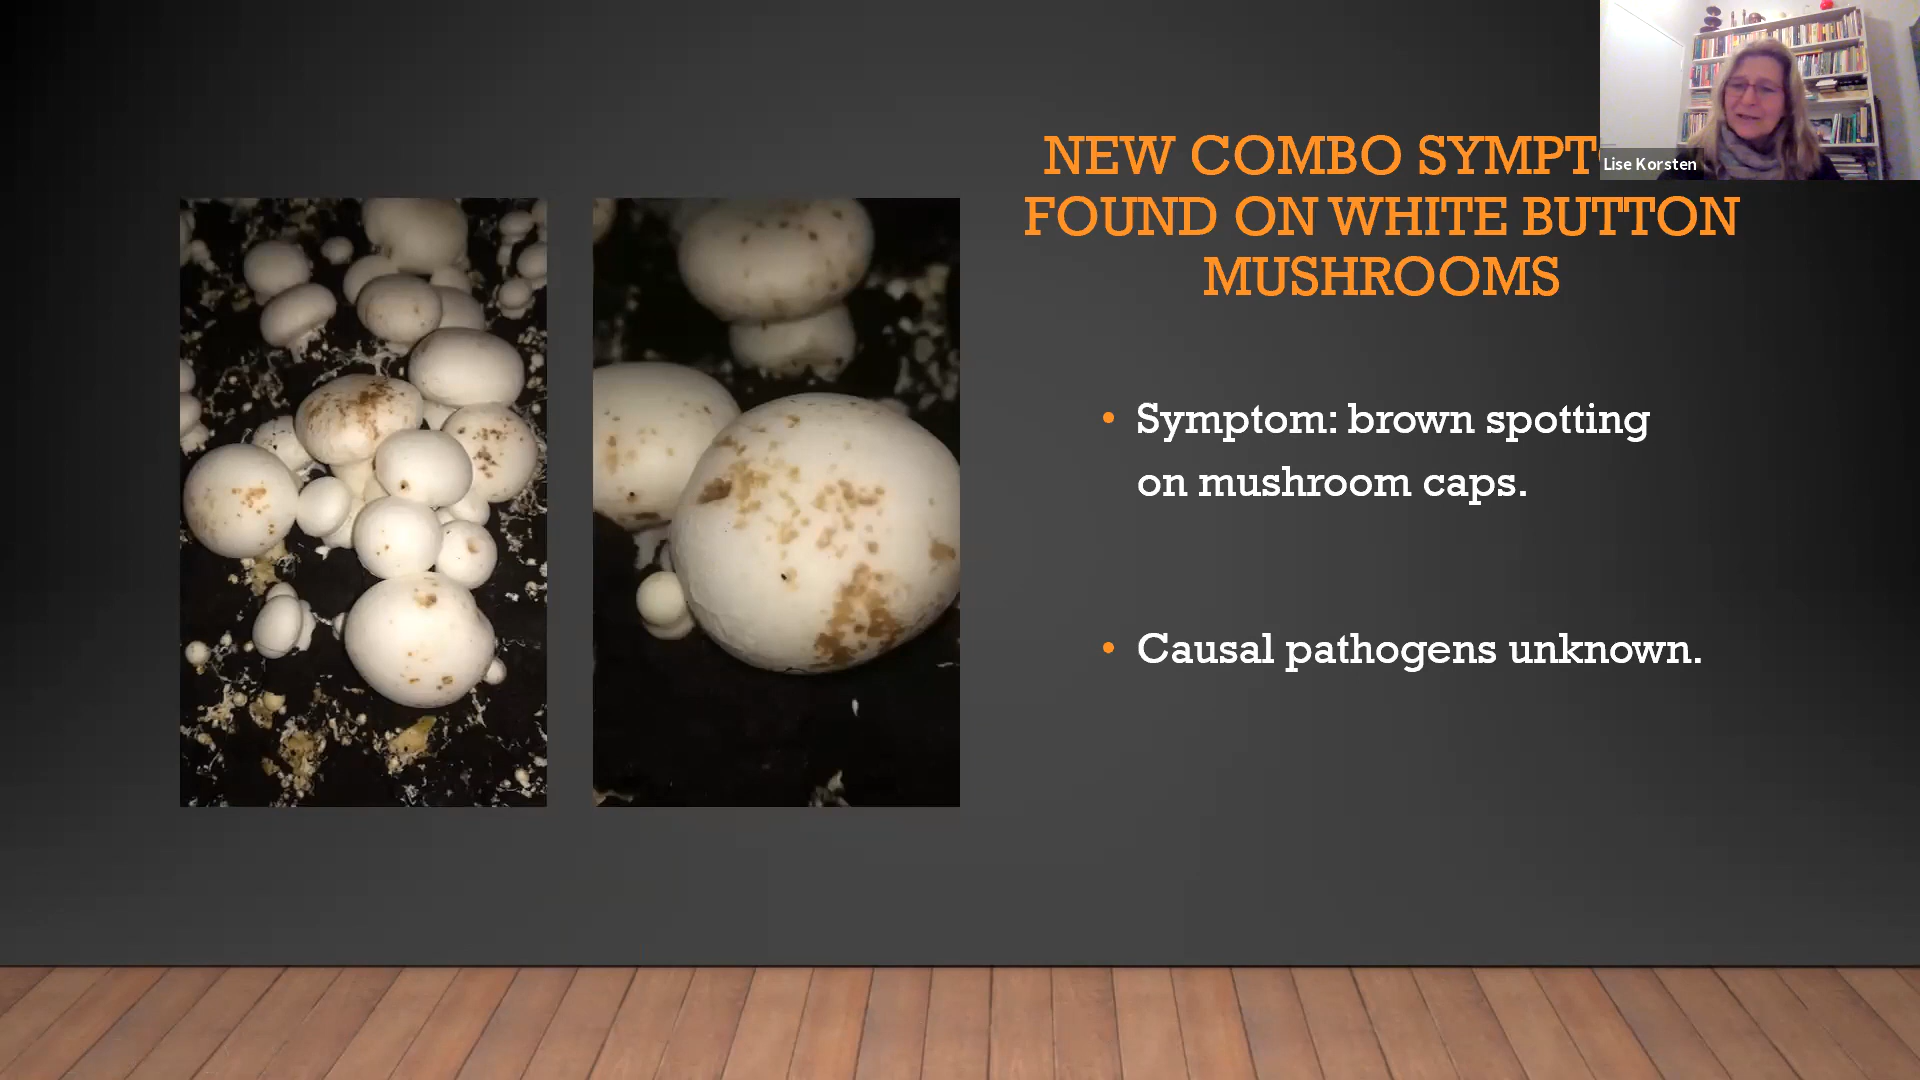 NEW COMBO SYMPT
FOUND ON WHITE BUTTON
MUSHROOMS
Lise Korsten
• Symptom: brown spotting
on mushroom caps.
• Causal pathogens unknown.